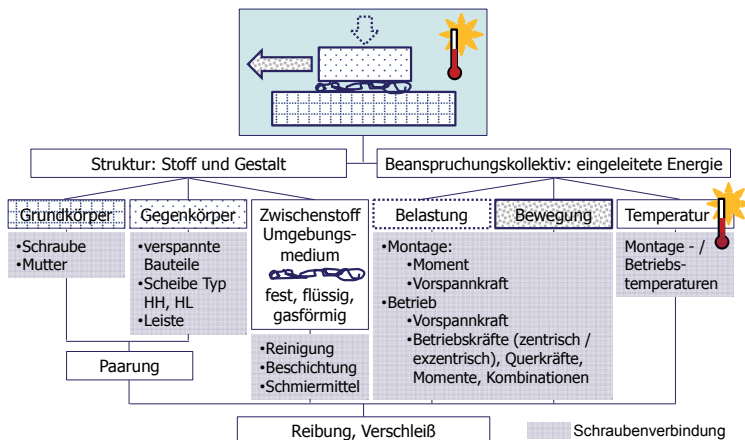 Struktur: Stoff und Gestalt
Beanspruchungskollektiv: eingeleitete Energie
Grundkörper
Gegenkörper
Zwischenstoff
Umgebungs-
medium
fest, flüssig,
gasförmig
Belastung
Bewegung
Temperatur
•Schraube
•Mutter
•verspannte
Bauteile
•Scheibe Typ
HH, HL
•Leiste
•Reinigung
•Beschichtung
•Schmiermittel
•Montage:
•Moment
•Vorspannkraft
•Betrieb
•Vorspannkraft
•Betriebskräfte (zentrisch /
exzentrisch), Querkräfte,
Momente, Kombinationen
Montage - /
Betriebs-
temperaturen
Paarung
Reibung, Verschleiß
Schraubenverbindung